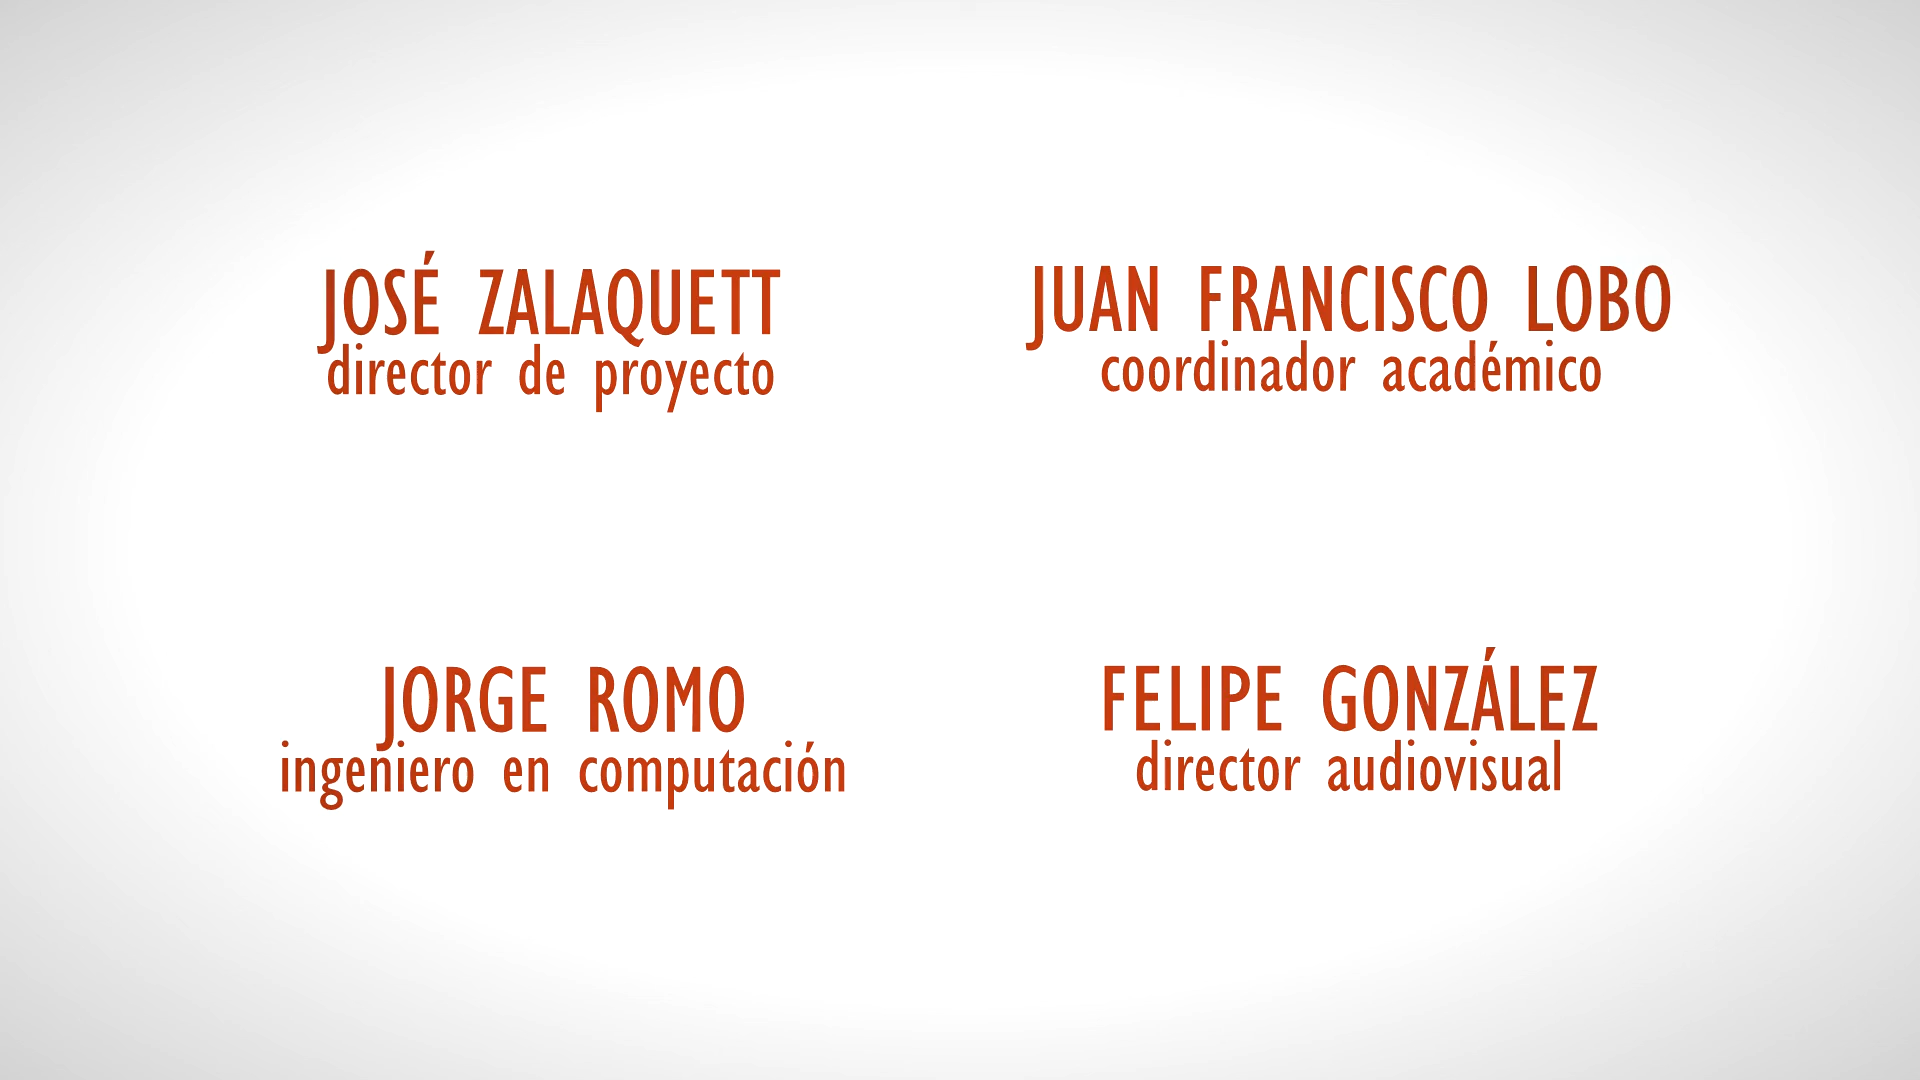 JOSÉ ZALAQUETT
director de proyecto
JUAN FRANCISCO LOBO
coordinador académico
JORGE ROMO
ingeniero en computación
FELIPE GONZÁLEZ
director audiovisual